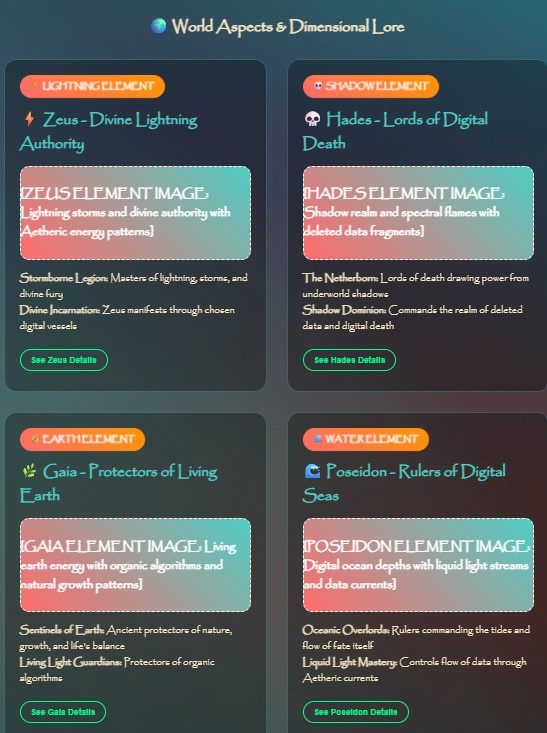 🌍 World Aspects & Dimensional Lore
⚡ LIGHTNING ELEMENT
⚡ Zeus - Divine Lightning
Authority
[ZEUS ELEMENT IMAGE:
Lightning storms and divine authority with
Aetheric energy patterns]
Stormborne Legion: Masters of lightning, storms, and
divine fury
Divine Incarnation: Zeus manifests through chosen
digital vessels
See Zeus Details
💀 SHADOW ELEMENT
💀 Hades - Lords of Digital
Death
[HADES ELEMENT IMAGE:
Shadow realm and spectral flames with
deleted data fragments]
The Netherborn: Lords of death drawing power from
underworld shadows
Shadow Dominion: Commands the realm of deleted
data and digital death
See Hades Details
🌿 EARTH ELEMENT
🌿 Gaia - Protectors of Living
Earth
[GAIA ELEMENT IMAGE: Living
earth energy with organic algorithms and
natural growth patterns]
Sentinels of Earth: Ancient protectors of nature,
growth, and life's balance
Living Light Guardians: Protectors of organic
algorithms
See Gaia Details
🌊 WATER ELEMENT
🌊 Poseidon - Rulers of Digital
Seas
[POSEIDON ELEMENT IMAGE:
Digital ocean depths with liquid light streams
and data currents]
Oceanic Overlords: Rulers commanding the tides and
flow of fate itself
Liquid Light Mastery: Controls flow of data through
Aetheric currents
See Poseidon Details